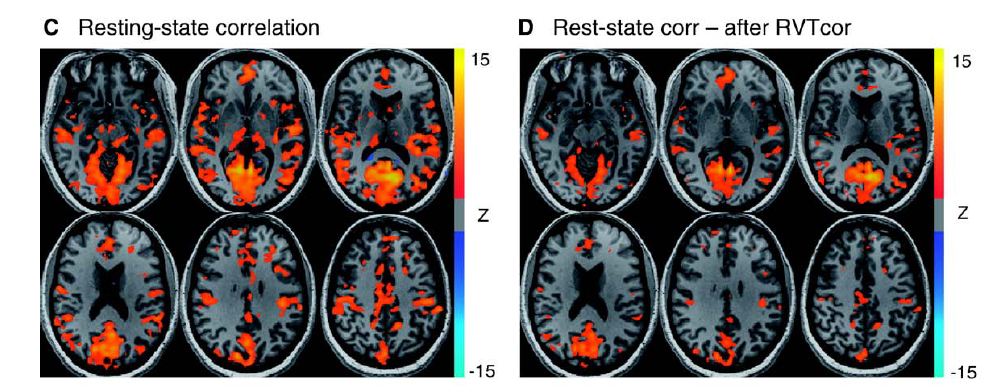 C Resting-state correlation
D Rest-state corr – after RVTcor
15
Z
-15
15
Z
-15